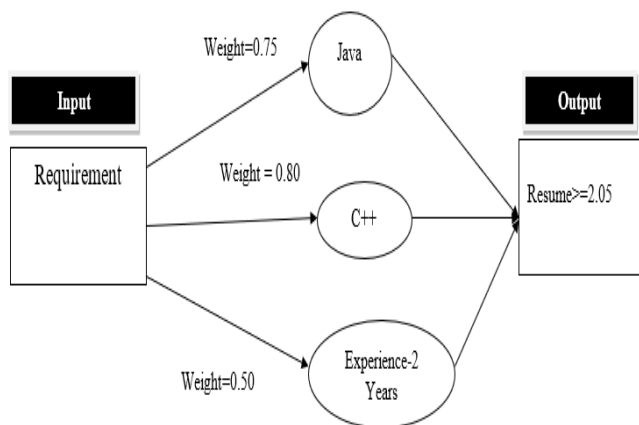 Weight=0.75
Java
Input
Output
Requirement
Weight = 0.80
C++
Resume>=2.05
Weight=0.50
Experience-2
Years